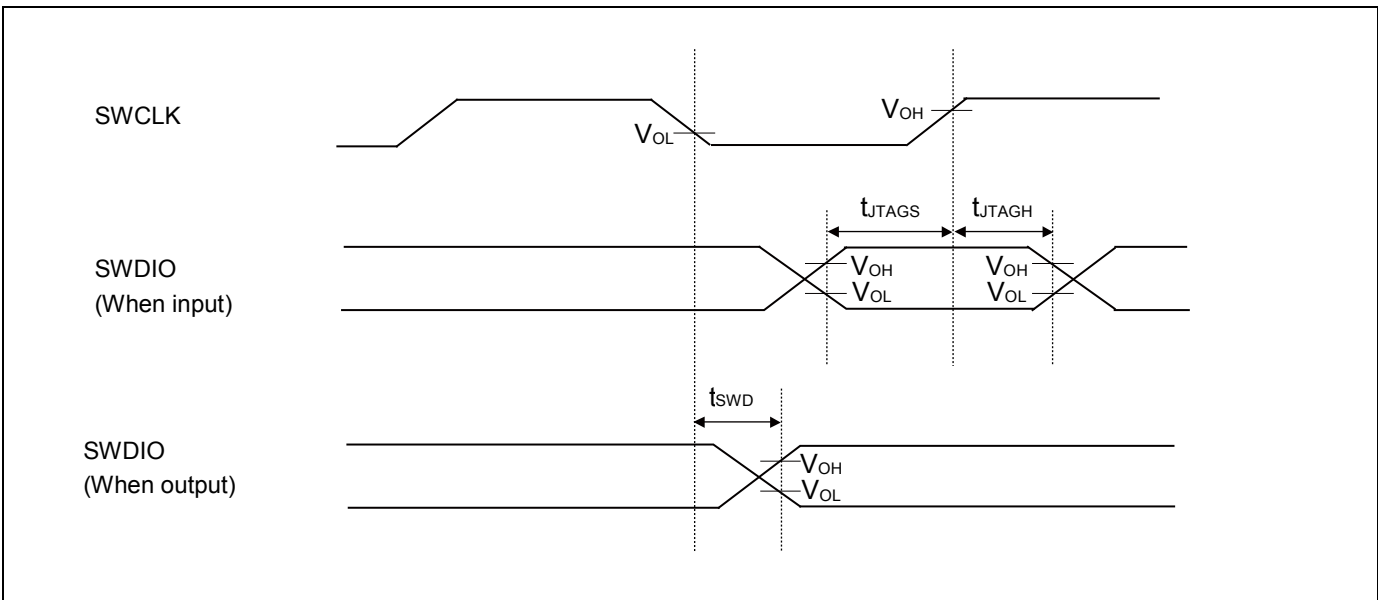 SWCLK
VOH
VOL
tJTAGS
tJTAGH
SWDIO
(When input)
VOH
VOH
VOL
VOL
tSWD
SWDIO
(When output)
VOH
VOL